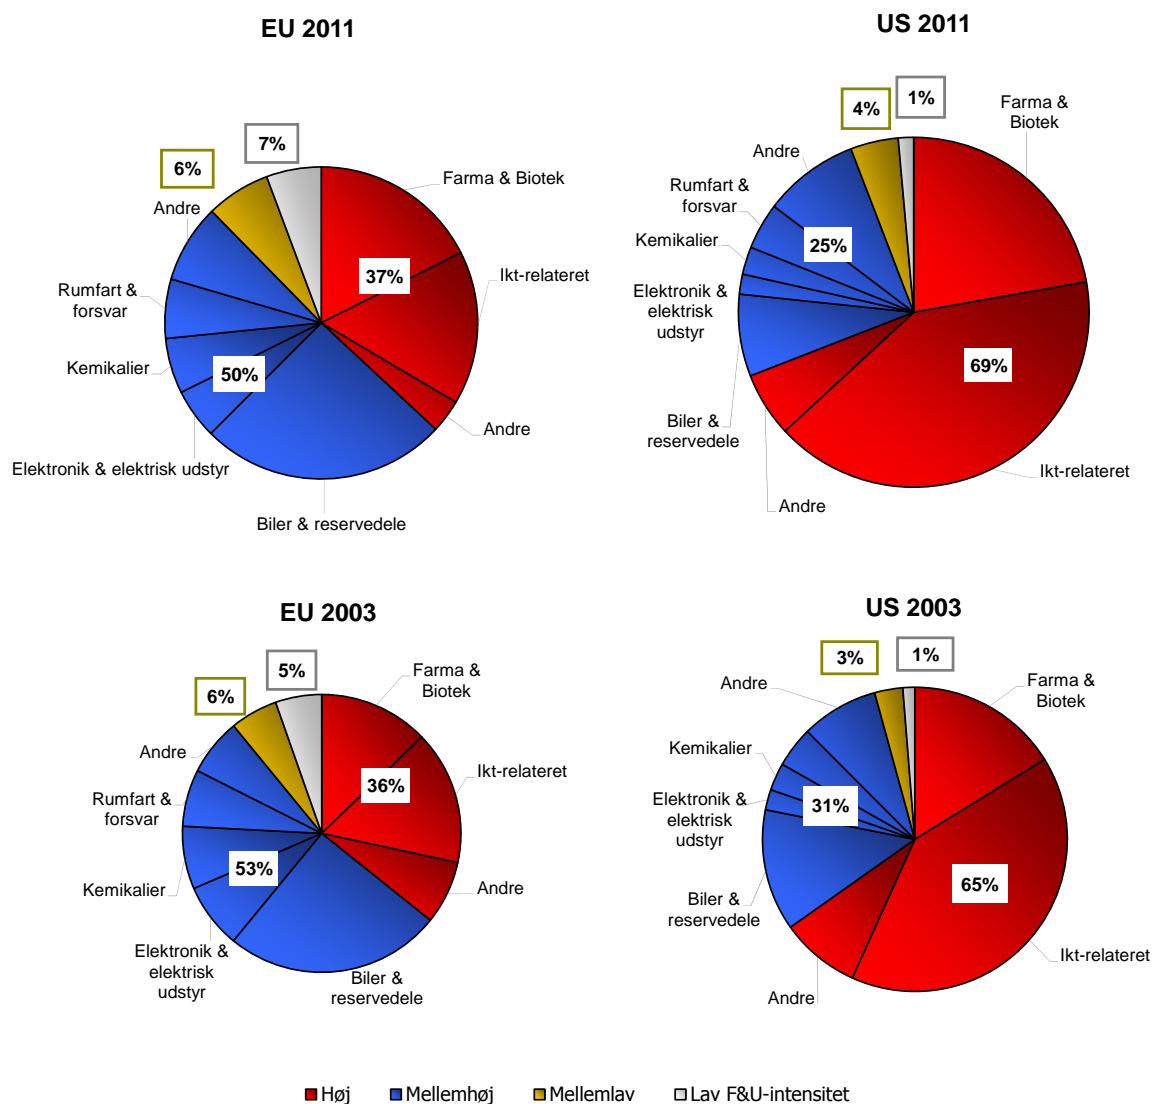 EU 2011
7%
6%
Andre
Farma & Biotek
37%
Ikt-relateret
Rumfart &
forsvar
Kemikalier
50%
Andre
Elektronik & elektrisk udstyr
Biler & reservedele
US 2011
4%
1%
Farma &
Biotek
Andre
Rumfart &
forsvar
Kemikalier
25%
Elektronik &
elektrisk
udstyr
69%
Biler &
reservedele
Ikt-relateret
Andre
EU 2003
5%
6%
Farma &
Biotek
Andre
Ikt-relateret
36%
Rumfart &
forsvar
53%
Kemikalier
Andre
Elektronik &
elektrisk
udstyr
Biler &
reservedele
US 2003
3%
1%
Farma &
Biotek
Andre
Kemikalier
Elektronik &
elektrisk
udstyr
31%
65%
Biler &
reservedele
Ikt-relateret
Andre
Høj
Mellemhøj
Mellemlav
Lav F&U-intensitet